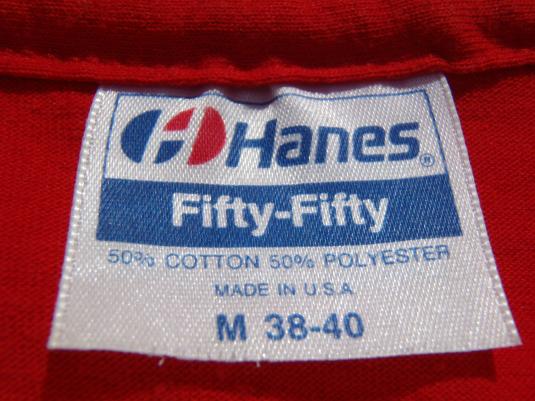 Hanes®
Fifty-Fifty
50% COTTON 50% POLYESTER
MADE IN U.S.A
M 38-40